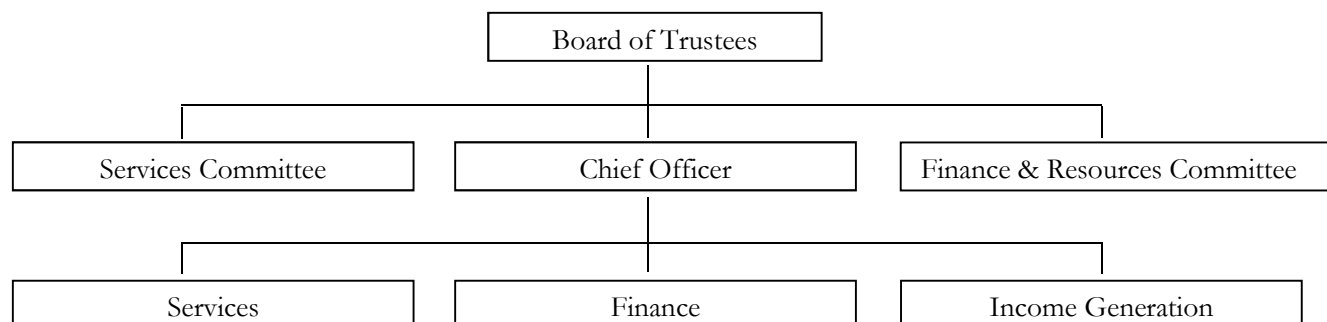 Board of Trustees
Services Committee
Chief Officer
Finance & Resources Committee
Services
Finance
Income Generation